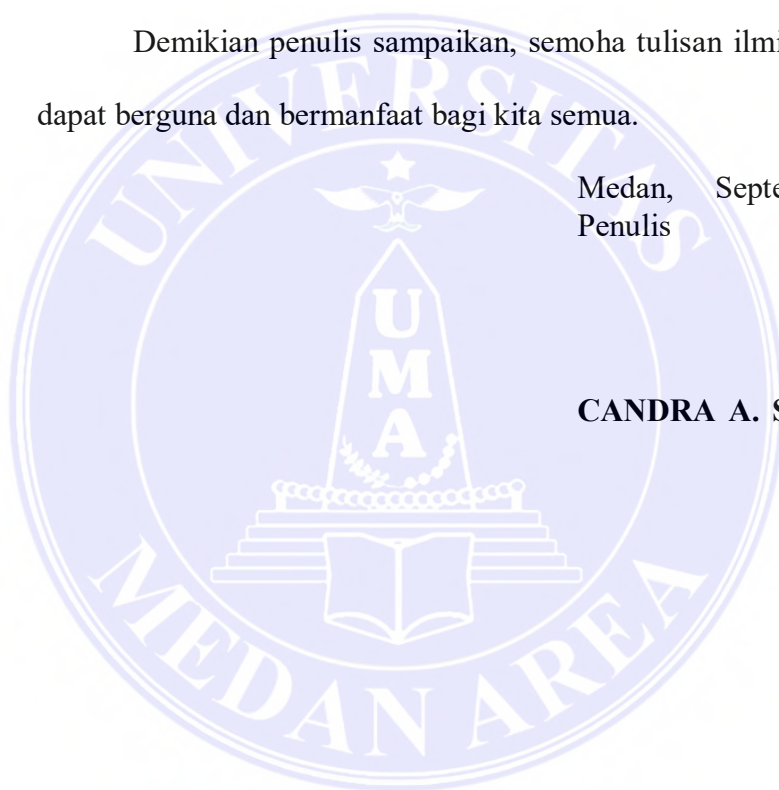 Demikian penulis sampaikan, semoha tulisan ilmi
dapat berguna dan bermanfaat bagi kita semua.
Medan, Septe
Penulis
CANDRA A. S
UNIVERSITAS
UMA
MEDAN AREA